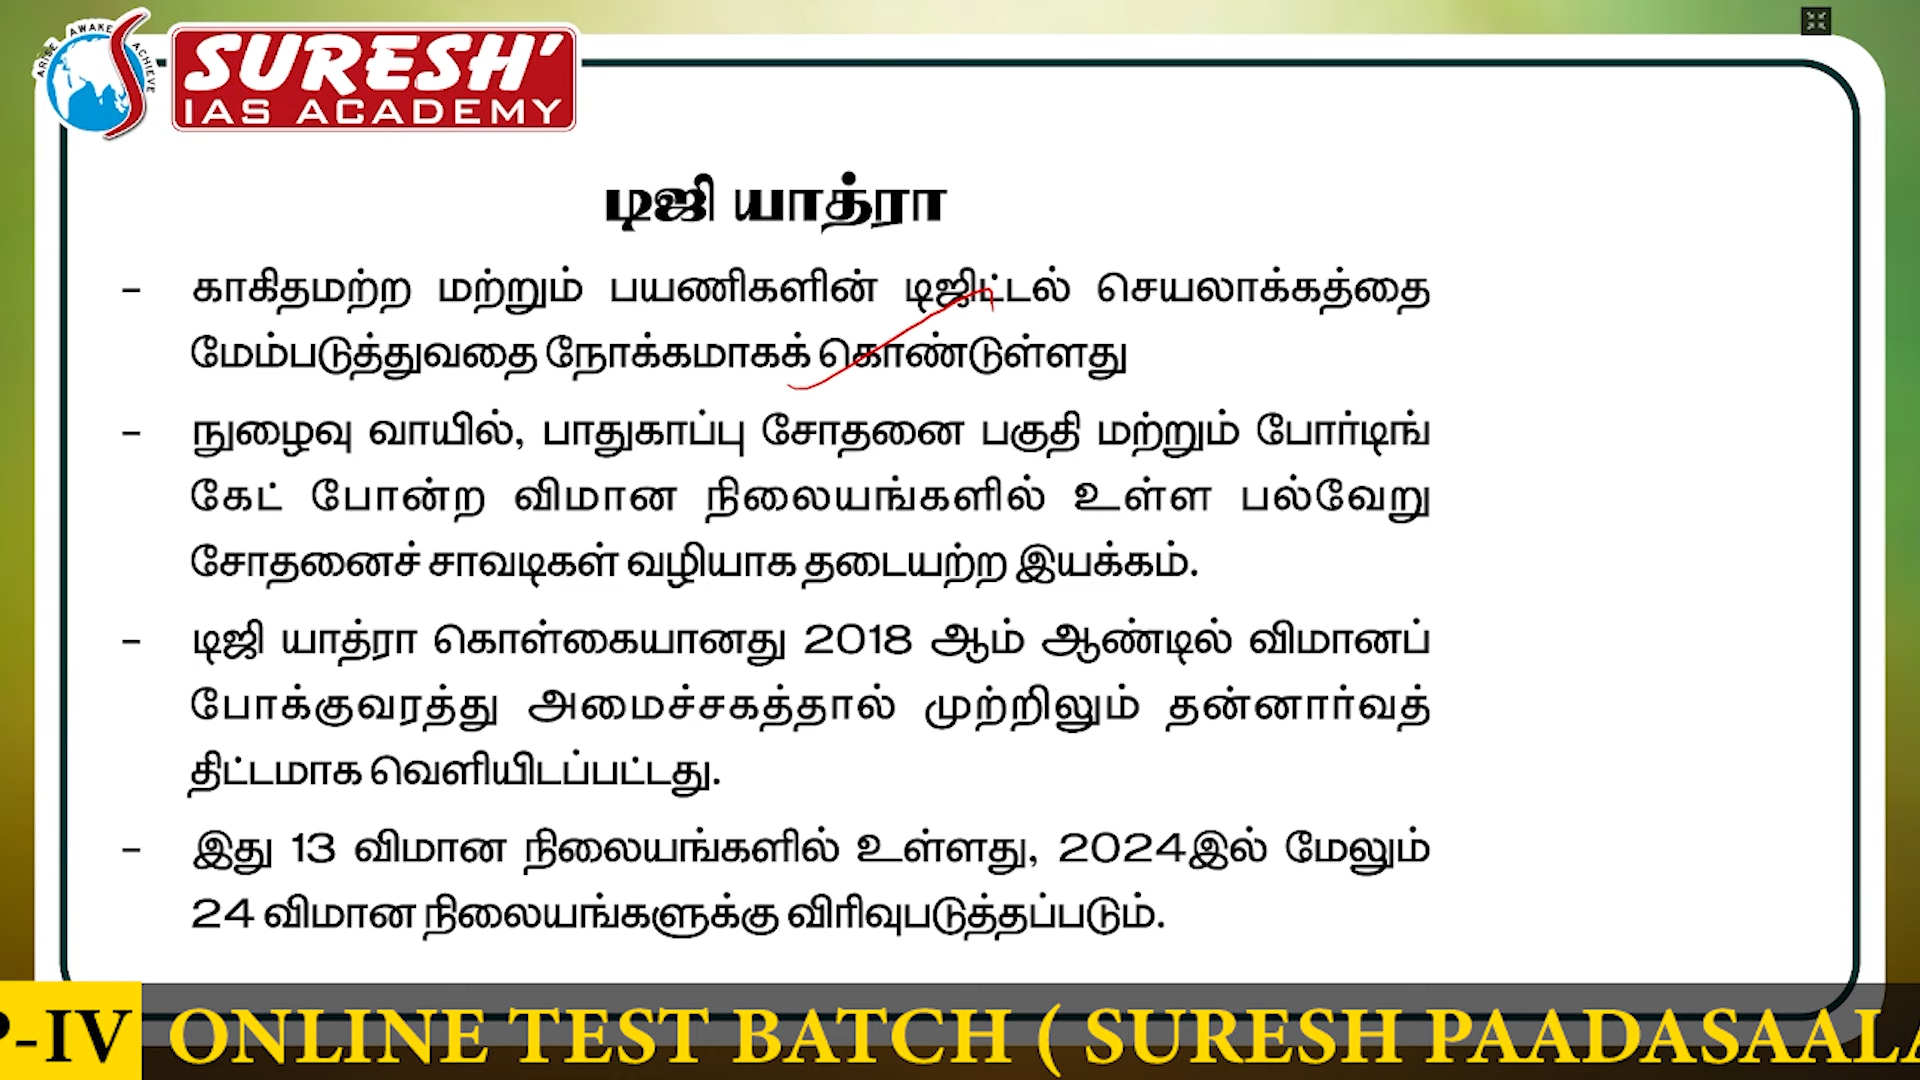 ARISE AWAKE ACHIEVE
SURESH'
IAS ACADEMY
டிஜி யாத்ரா
- காகிதமற்ற மற்றும் பயணிகளின் டிஜிட்டல் செயலாக்கத்தை
மேம்படுத்துவதை நோக்கமாகக் கொண்டுள்ளது
- நுழைவு வாயில், பாதுகாப்பு சோதனை பகுதி மற்றும் போர்டிங்
கேட் போன்ற விமான நிலையங்களில் உள்ள பல்வேறு
சோதனைச் சாவடிகள் வழியாக தடையற்ற இயக்கம்.
- டிஜி யாத்ரா கொள்கையானது 2018 ஆம் ஆண்டில் விமானப்
போக்குவரத்து அமைச்சகத்தால் முற்றிலும் தன்னார்வத்
திட்டமாக வெளியிடப்பட்டது.
- இது 13 விமான நிலையங்களில் உள்ளது, 2024இல் மேலும்
24 விமான நிலையங்களுக்கு விரிவுபடுத்தப்படும்.
P-IV ONLINE TEST BATCH ( SURESH PAADASAALA